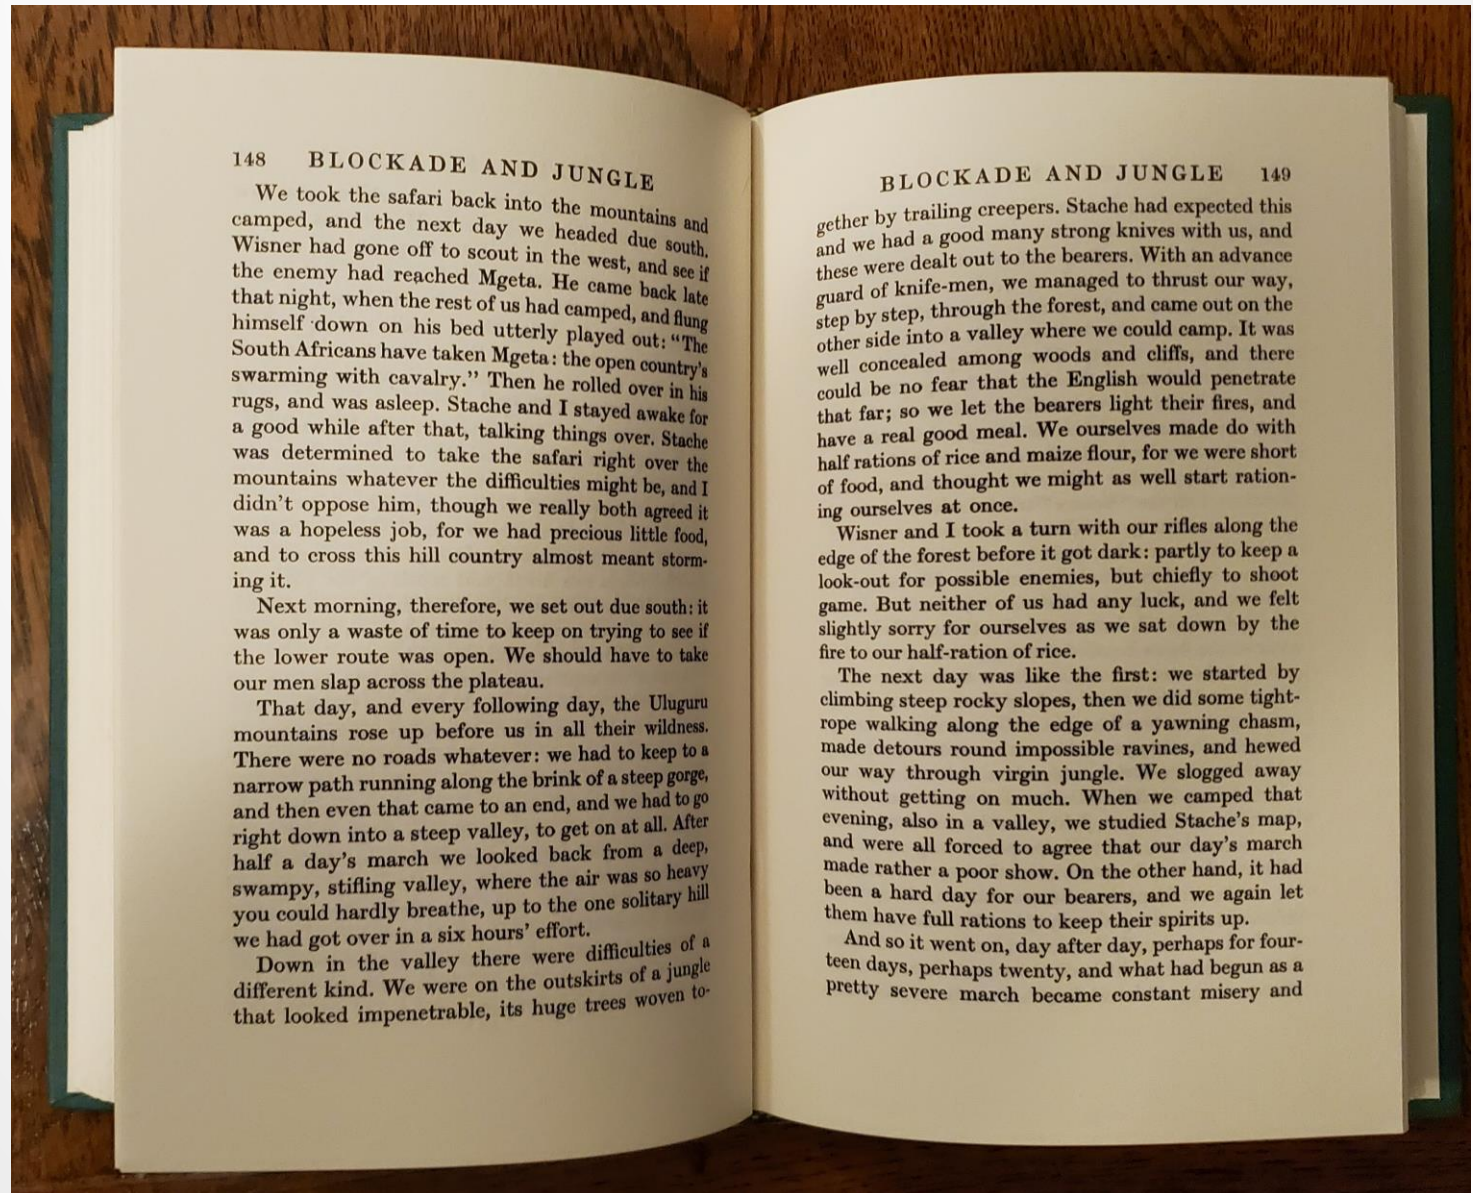 148 BLOCKADE AND JUNGLE
We took the safari back into the mountains and
camped, and the next day we headed due south.
Wisner had gone off to scout in the west, and see if
the enemy had reached Mgeta. He came back late
that night, when the rest of us had camped, and flung
himself down on his bed utterly played out: “The
South Africans have taken Mgeta: the open country’s
swarming with cavalry.” Then he rolled over in his
rugs, and was asleep. Stache and I stayed awake for
a good while after that, talking things over. Stache
was determined to take the safari right over the
mountains whatever the difficulties might be, and I
didn’t oppose him, though we really both agreed it
was a hopeless job, for we had precious little food,
and to cross this hill country almost meant storm-
ing it.
Next morning, therefore, we set out due south: it
was only a waste of time to keep on trying to see if
the lower route was open. We should have to take
our men slap across the plateau.
That day, and every following day, the Uluguru
mountains rose up before us in all their wildness.
There were no roads whatever: we had to keep to a
narrow path running along the brink of a steep gorge,
and then even that came to an end, and we had to go
right down into a steep valley, to get on at all. After
half a day’s march we looked back from a deep,
swampy, stifling valley, where the air was so heavy
you could hardly breathe, up to the one solitary hill
we had got over in a six hours’ effort.
Down in the valley there were difficulties of a
different kind. We were on the outskirts of a jungle
that looked impenetrable, its huge trees woven to-
BLOCKADE AND JUNGLE 149
gether by trailing creepers. Stache had expected this
and we had a good many strong knives with us, and
these were dealt out to the bearers. With an advance
guard of knife-men, we managed to thrust our way,
step by step, through the forest, and came out on the
other side into a valley where we could camp. It was
well concealed among woods and cliffs, and there
could be no fear that the English would penetrate
that far; so we let the bearers light their fires, and
have a real good meal. We ourselves made do with
half rations of rice and maize flour, for we were short
of food, and thought we might as well start ration-
ing ourselves at once.
Wisner and I took a turn with our rifles along the
edge of the forest before it got dark: partly to keep a
look-out for possible enemies, but chiefly to shoot
game. But neither of us had any luck, and we felt
slightly sorry for ourselves as we sat down by the
fire to our half-ration of rice.
The next day was like the first: we started by
climbing steep rocky slopes, then we did some tight-
rope walking along the edge of a yawning chasm,
made detours round impossible ravines, and hewed
our way through virgin jungle. We slogged away
without getting on much. When we camped that
evening, also in a valley, we studied Stache’s map,
and were all forced to agree that our day’s march
made rather a poor show. On the other hand, it had
been a hard day for our bearers, and we again let
them have full rations to keep their spirits up.
And so it went on, day after day, perhaps for four-
teen days, perhaps twenty, and what had begun as a
pretty severe march became constant misery and